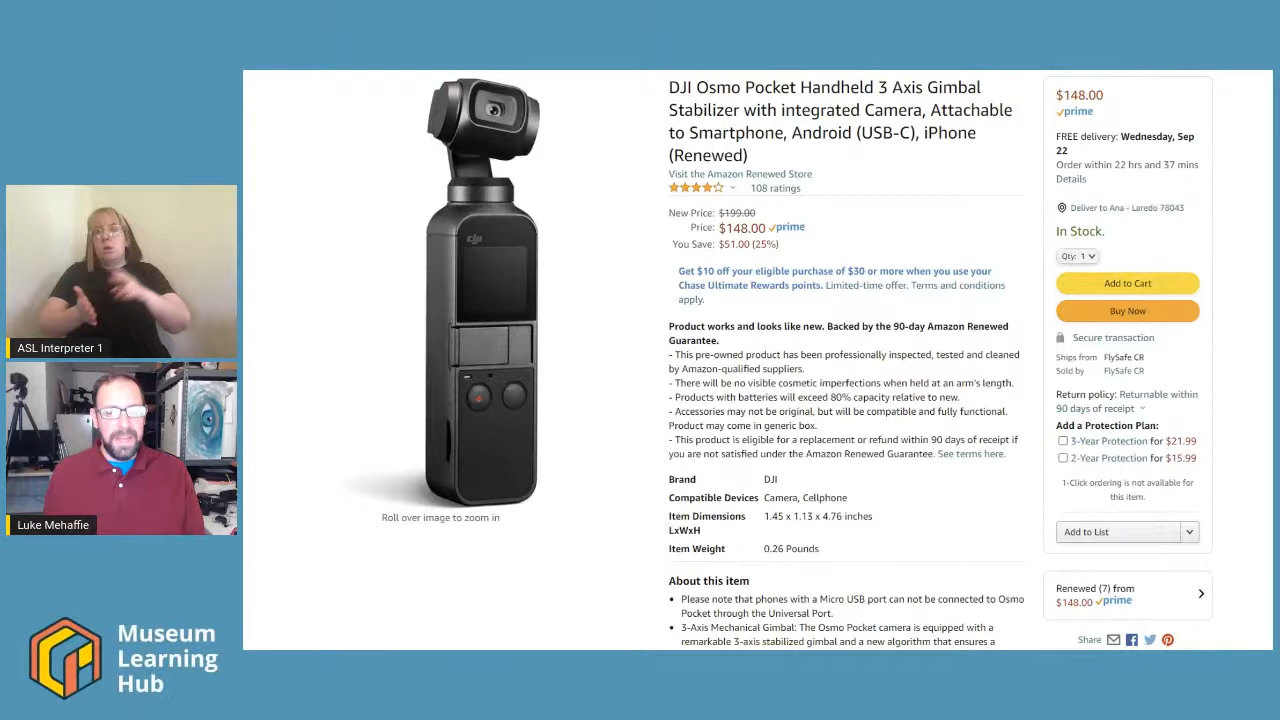 DJI Osmo Pocket Handheld 3 Axis Gimbal
Stabilizer with integrated Camera, Attachable
to Smartphone, Android (USB-C), iPhone
(Renewed)
Visit the Amazon Renewed Store
108 ratings
New Price: $199.00
Price: $148.00 prime
You Save: $51.00 (25%)
Get $10 off your eligible purchase of $30 or more when you use your
Chase Ultimate Rewards points. Limited-time offer. Terms and conditions
apply.
Product works and looks like new. Backed by the 90-day Amazon Renewed
Guarantee.
- This pre-owned product has been professionally inspected, tested and cleaned
by Amazon-qualified suppliers.
- There will be no visible cosmetic imperfections when held at an arm's length.
- Products with batteries will exceed 80% capacity relative to new.
- Accessories may not be original, but will be compatible and fully functional.
Product may come in generic box.
- This product is eligible for a replacement or refund within 90 days of receipt if
you are not satisfied under the Amazon Renewed Guarantee. See terms here.
Brand DJI
Compatible Devices Camera, Cellphone
Item Dimensions 1.45 x 1.13 x 4.76 inches
LxWxH
Item Weight 0.26 Pounds
About this item
• Please note that phones with a Micro USB port can not be connected to Osmo
Pocket through the Universal Port.
• 3-Axis Mechanical Gimbal: The Osmo Pocket camera is equipped with a
remarkable 3-axis stabilized gimbal and a new algorithm that ensures a
$148.00
prime
FREE delivery: Wednesday, Sep
22
Order within 22 hrs and 37 mins
Details
Deliver to Ana - Laredo 78043
In Stock.
Qty: 1
Add to Cart
Buy Now
Secure transaction
Ships from FlySafe CR
Sold by FlySafe CR
Return policy: Returnable within
90 days of receipt
Add a Protection Plan:
3-Year Protection for $21.99
2-Year Protection for $15.99
1-Click ordering is not available for
this item.
Add to List
Renewed (7) from
$148.00 prime
Share
dji
Roll over image to zoom in
ASL Interpreter 1
Luke Mehaffie
Museum
Learning
Hub